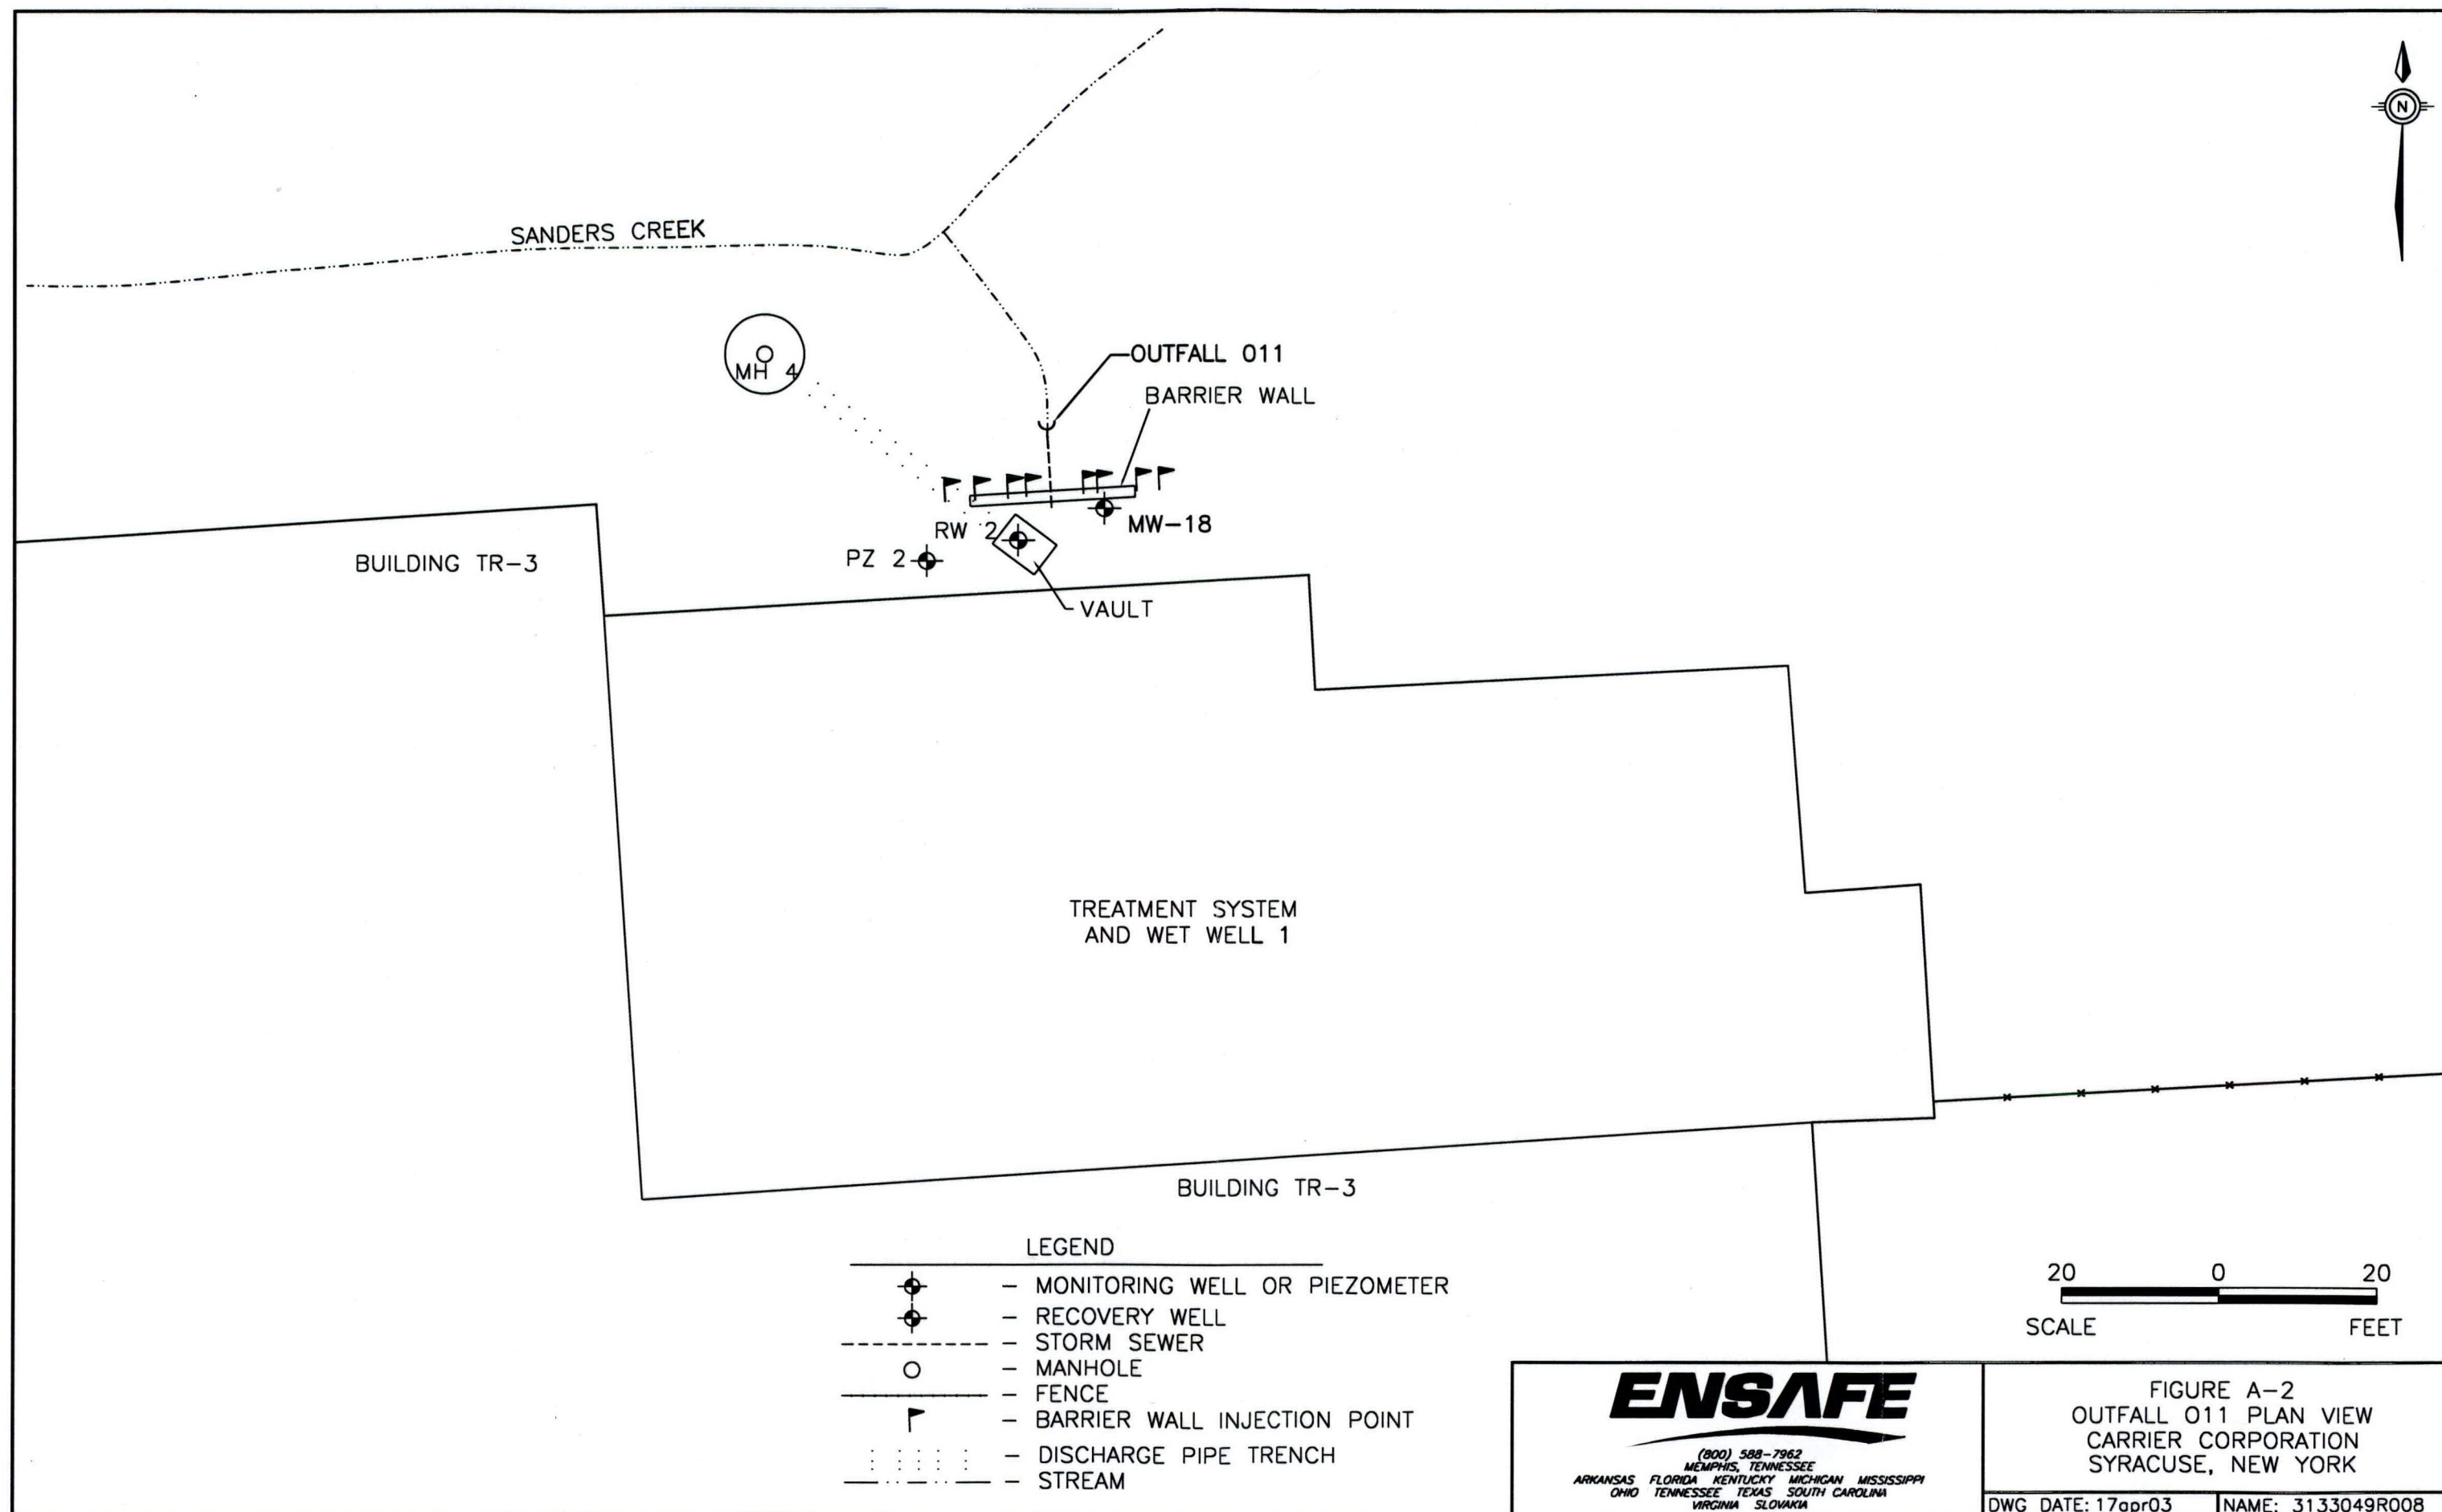 N
SANDERS CREEK
MH 4
OUTFALL 011
BARRIER WALL
RW 2
MW-18
PZ 2
BUILDING TR-3
VAULT
TREATMENT SYSTEM
AND WET WELL 1
BUILDING TR-3
LEGEND
- MONITORING WELL OR PIEZOMETER
- RECOVERY WELL
- STORM SEWER
- MANHOLE
- FENCE
- BARRIER WALL INJECTION POINT
- DISCHARGE PIPE TRENCH
- STREAM
20 0 20
SCALE FEET
ENSAFE
(800) 588-7962
MEMPHIS, TENNESSEE
ARKANSAS FLORIDA KENTUCKY MICHIGAN MISSISSIPPI
OHIO TENNESSEE TEXAS SOUTH CAROLINA
VIRGINIA SLOVAKIA
FIGURE A-2
OUTFALL 011 PLAN VIEW
CARRIER CORPORATION
SYRACUSE, NEW YORK
DWG DATE: 17apr03 NAME: 3133049R008